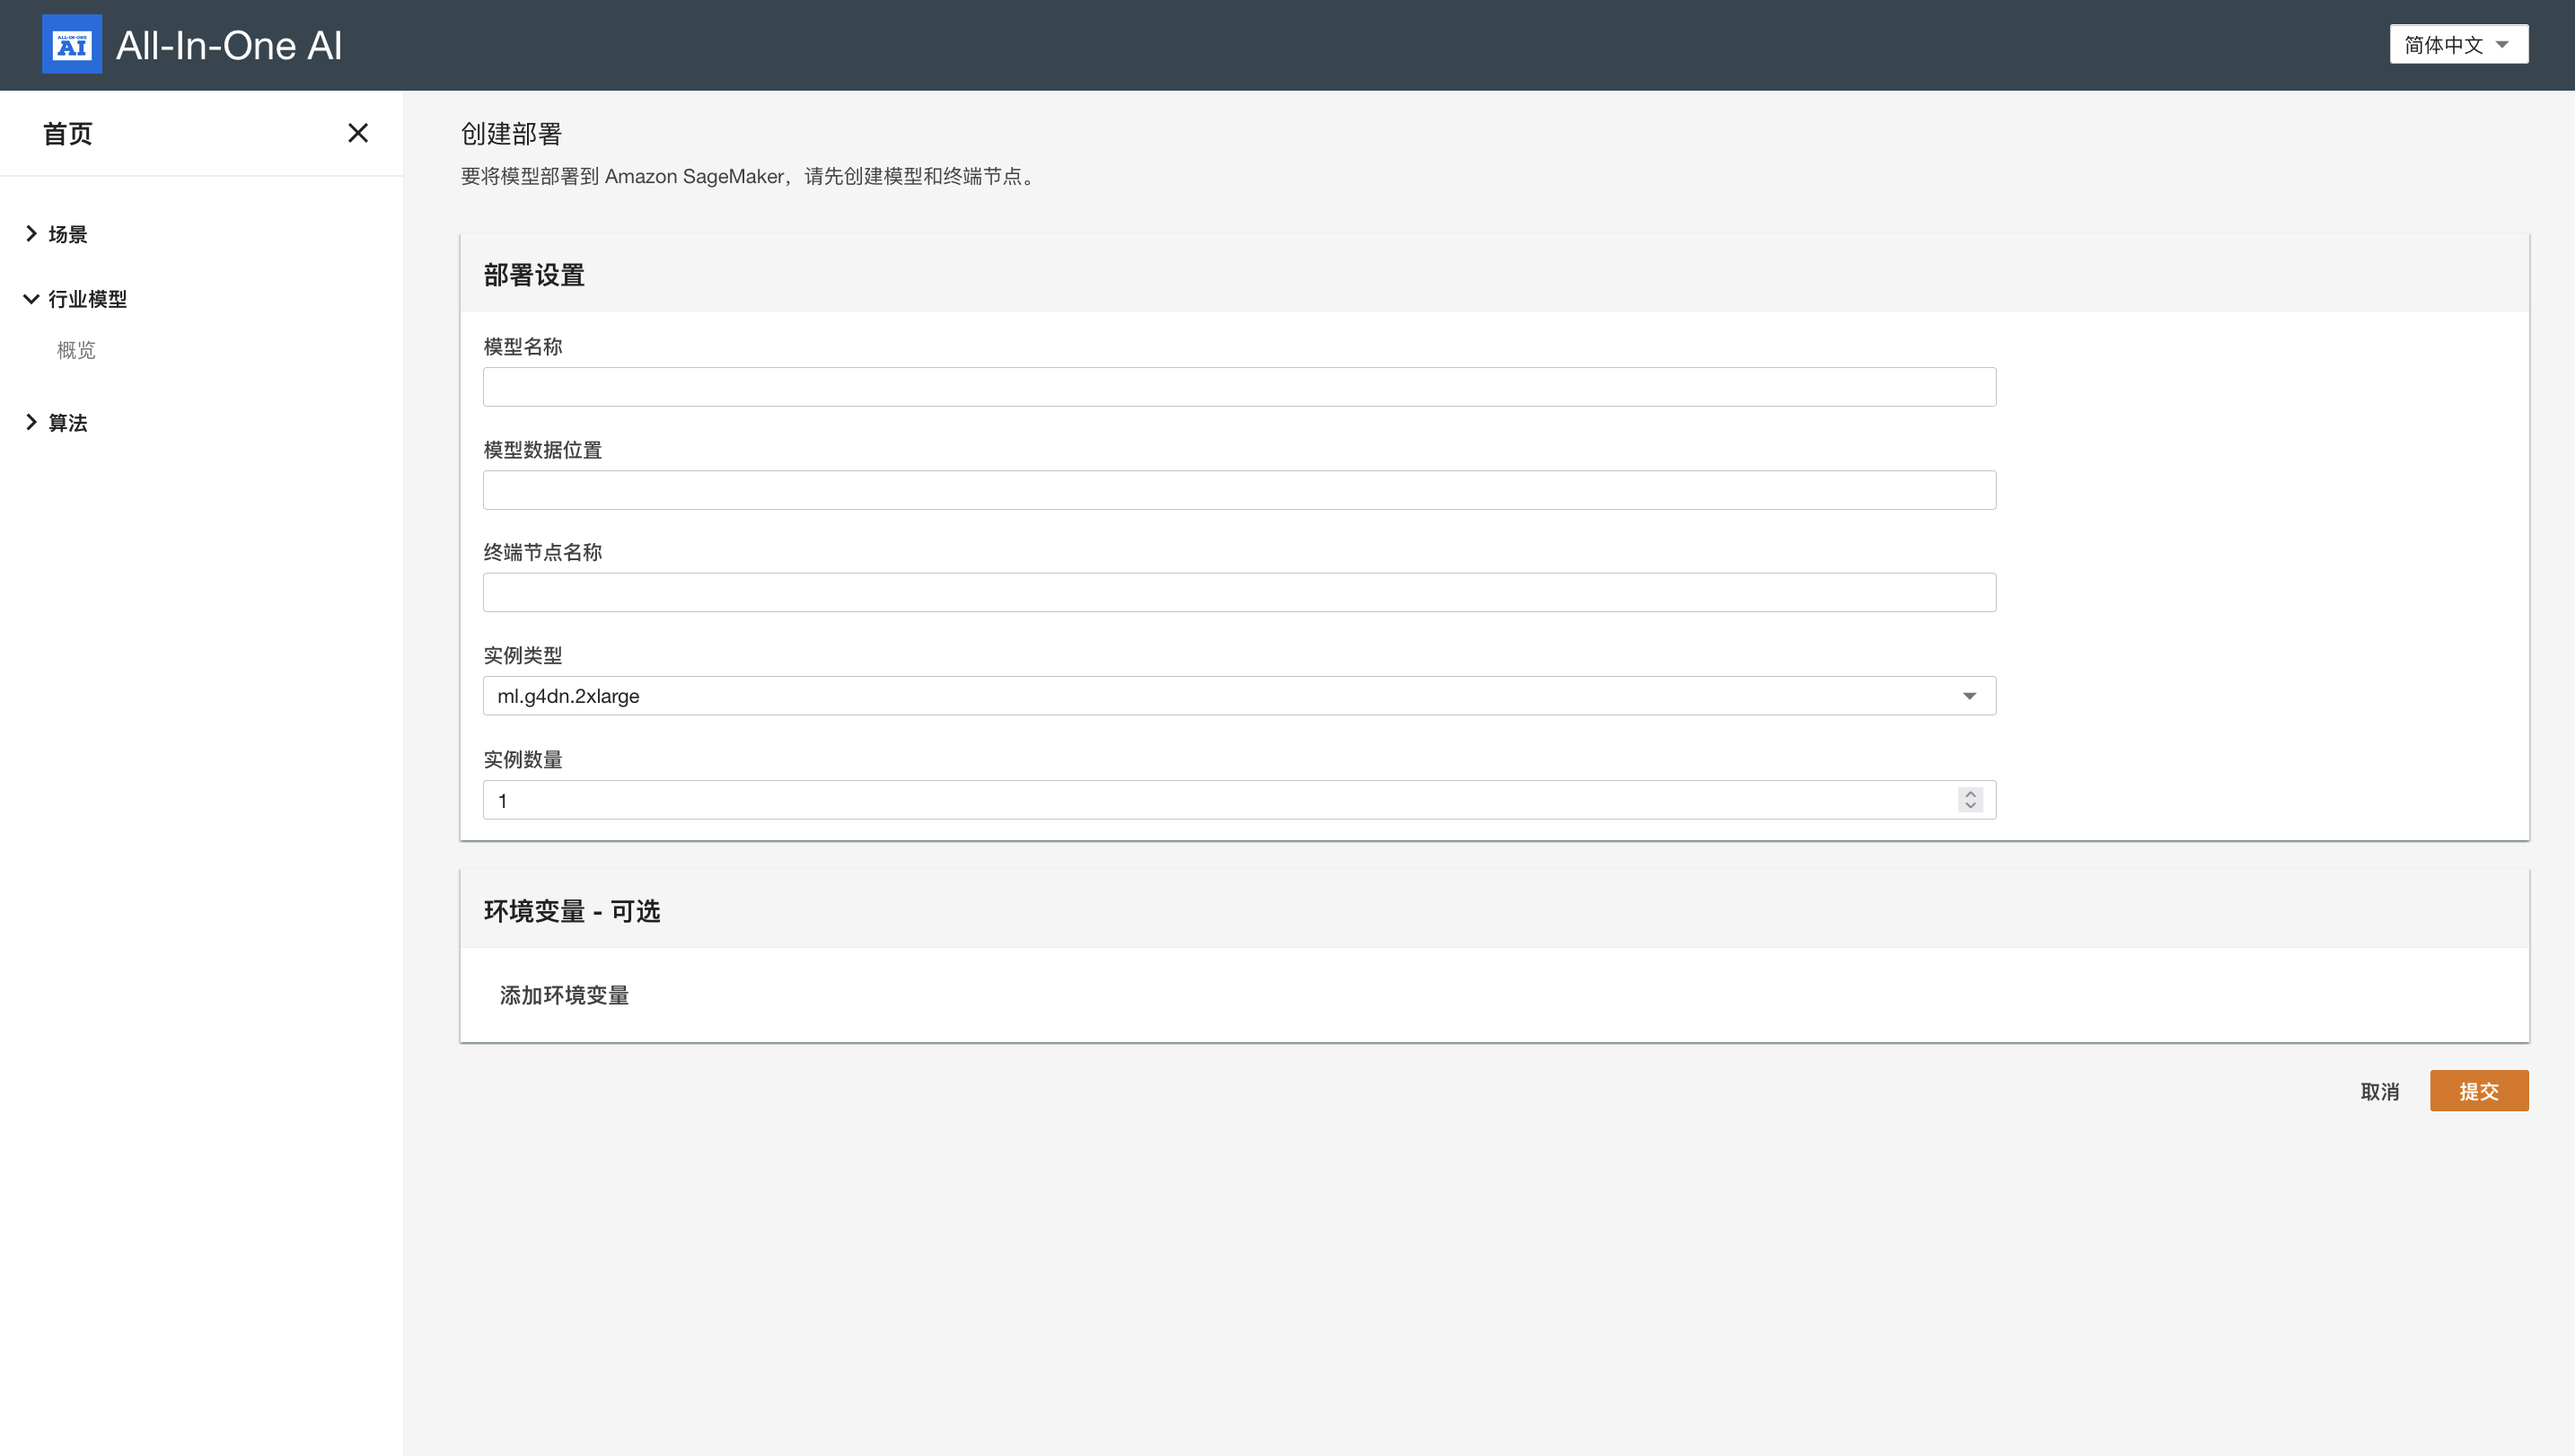 ALL-IN-ONE
AI
All-In-One AI
简体中文
首页
场景
行业模型
概览
算法
创建部署
要将模型部署到 Amazon SageMaker，请先创建模型和终端节点。
部署设置
模型名称
模型数据位置
终端节点名称
实例类型
ml.g4dn.2xlarge
实例数量
1
环境变量 - 可选
添加环境变量
取消
提交